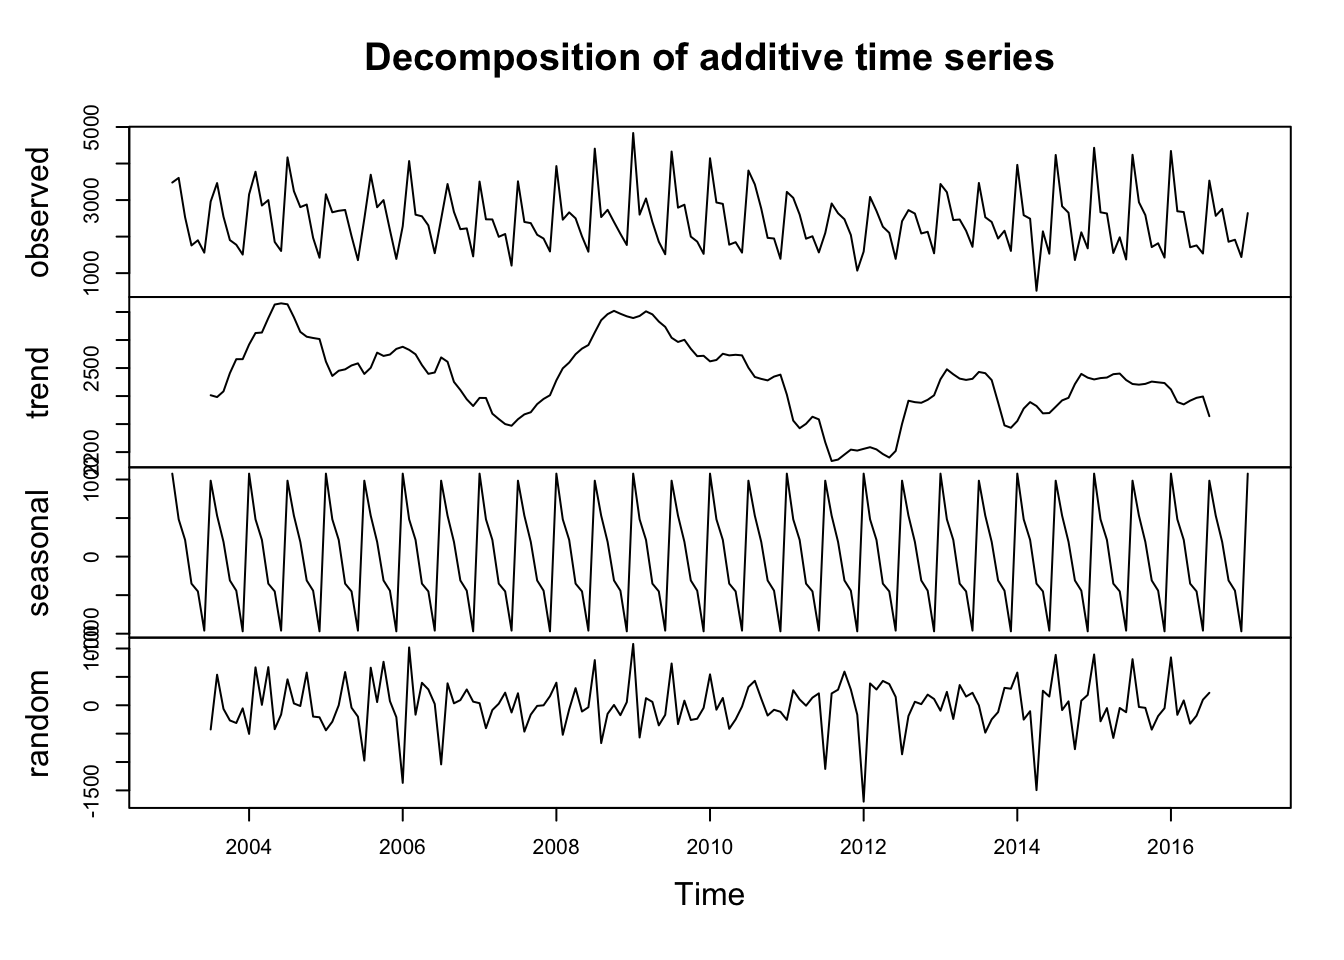 Decomposition of additive time series
observed
5000
3000
1000
trend
2500
2200
seasonal
1000
0
-1000
random
1000
0
-1500
2004 2006 2008 2010 2012 2014 2016
Time